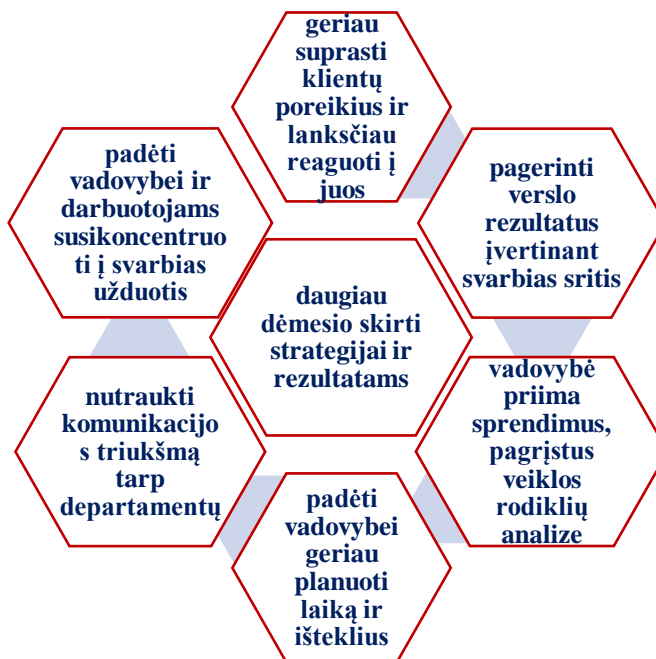 geriau
suprasti
klientų
poreikius ir
lanksčiau
reaguoti į
juos
padėti
vadovybei ir
darbuotojams
susikoncentruo
ti į svarbias
užduotis
pagerinti
verslo
rezultatus
įvertinant
svarbias sritis
daugiau
dėmesio skirti
strategijai ir
rezultatams
nutraukti
komunikacijo
s triukšmą
tarp
departamentų
vadovybė
priima
sprendimus,
pagrįstus
veiklos
rodiklių
analize
padėti
vadovybei
geriau
planuoti
laiką ir
išteklius